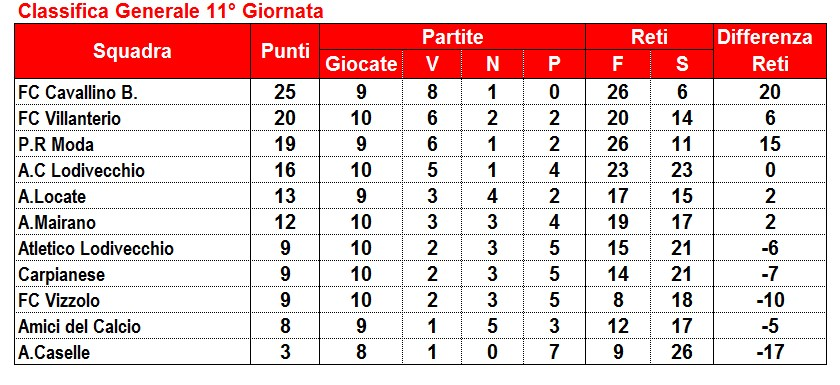 Classifica Generale 11° Giornata
Squadra Punti Partite Reti Differenza Reti
Giocate V N P F S
FC Cavallino B. 25 9 8 1 0 26 6 20
FC Villanterio 20 10 6 2 2 20 14 6
P.R Moda 19 9 6 1 2 26 11 15
A.C Lodivecchio 16 10 5 1 4 23 23 0
A.Locate 13 9 3 4 2 17 15 2
A.Mairano 12 10 3 3 4 19 17 2
Atletico Lodivecchio 9 10 2 3 5 15 21 -6
Carpianese 9 10 2 3 5 14 21 -7
FC Vizzolo 9 10 2 3 5 8 18 -10
Amici del Calcio 8 9 1 5 3 12 17 -5
A.Caselle 3 8 1 0 7 9 26 -17